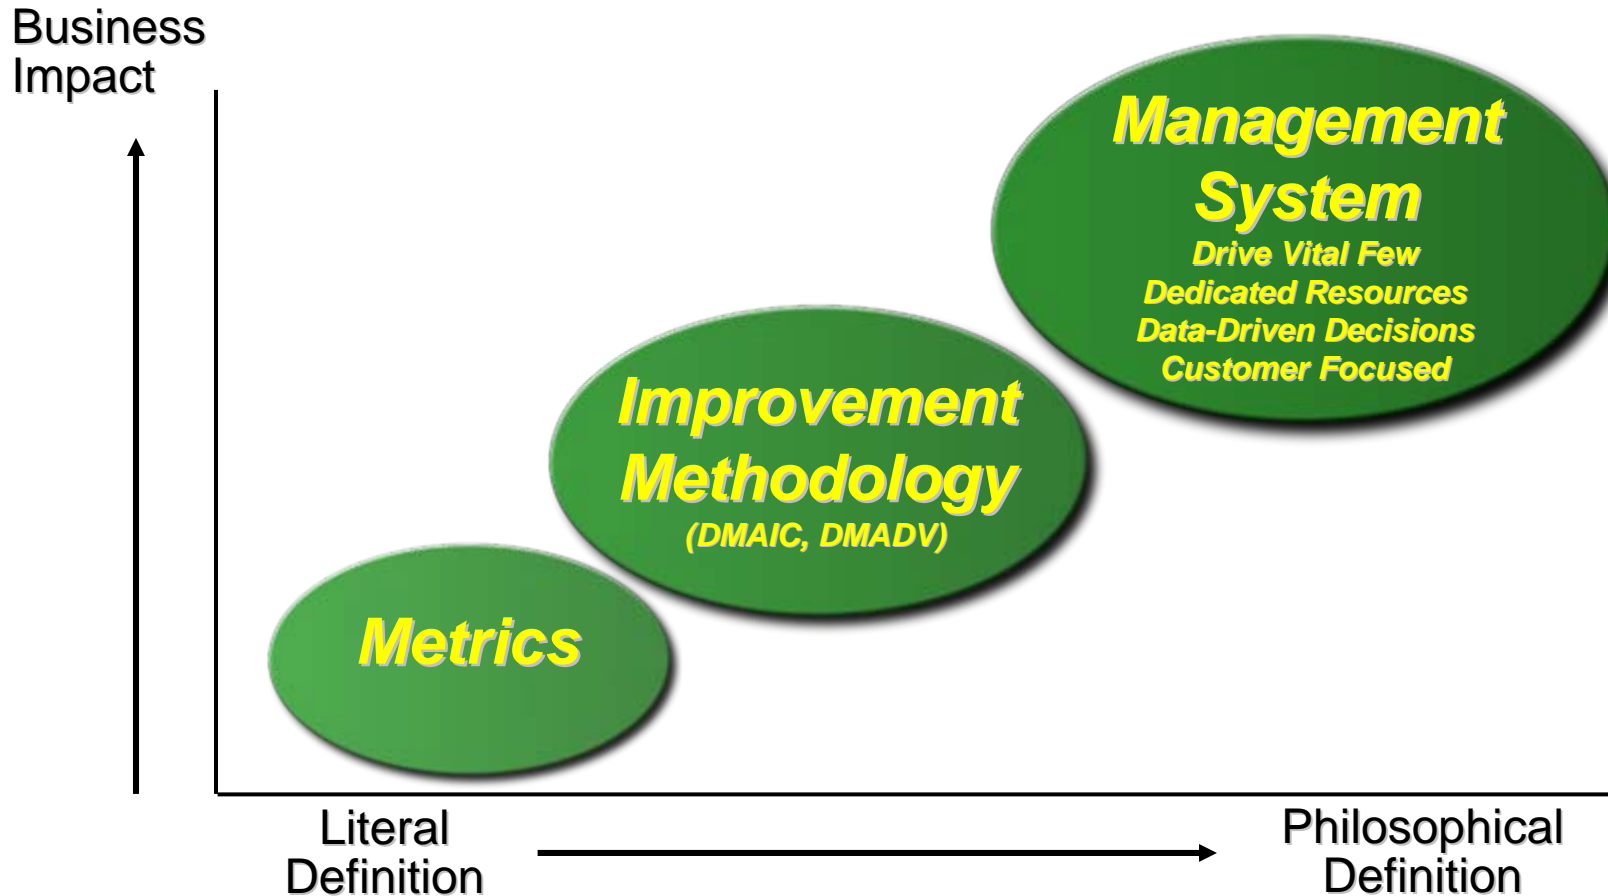 Business
Impact
Management
System
Drive Vital Few
Dedicated Resources
Data-Driven Decisions
Customer Focused
Improvement
Methodology
(DMAIC, DMADV)
Metrics
Literal
Definition
Philosophical
Definition